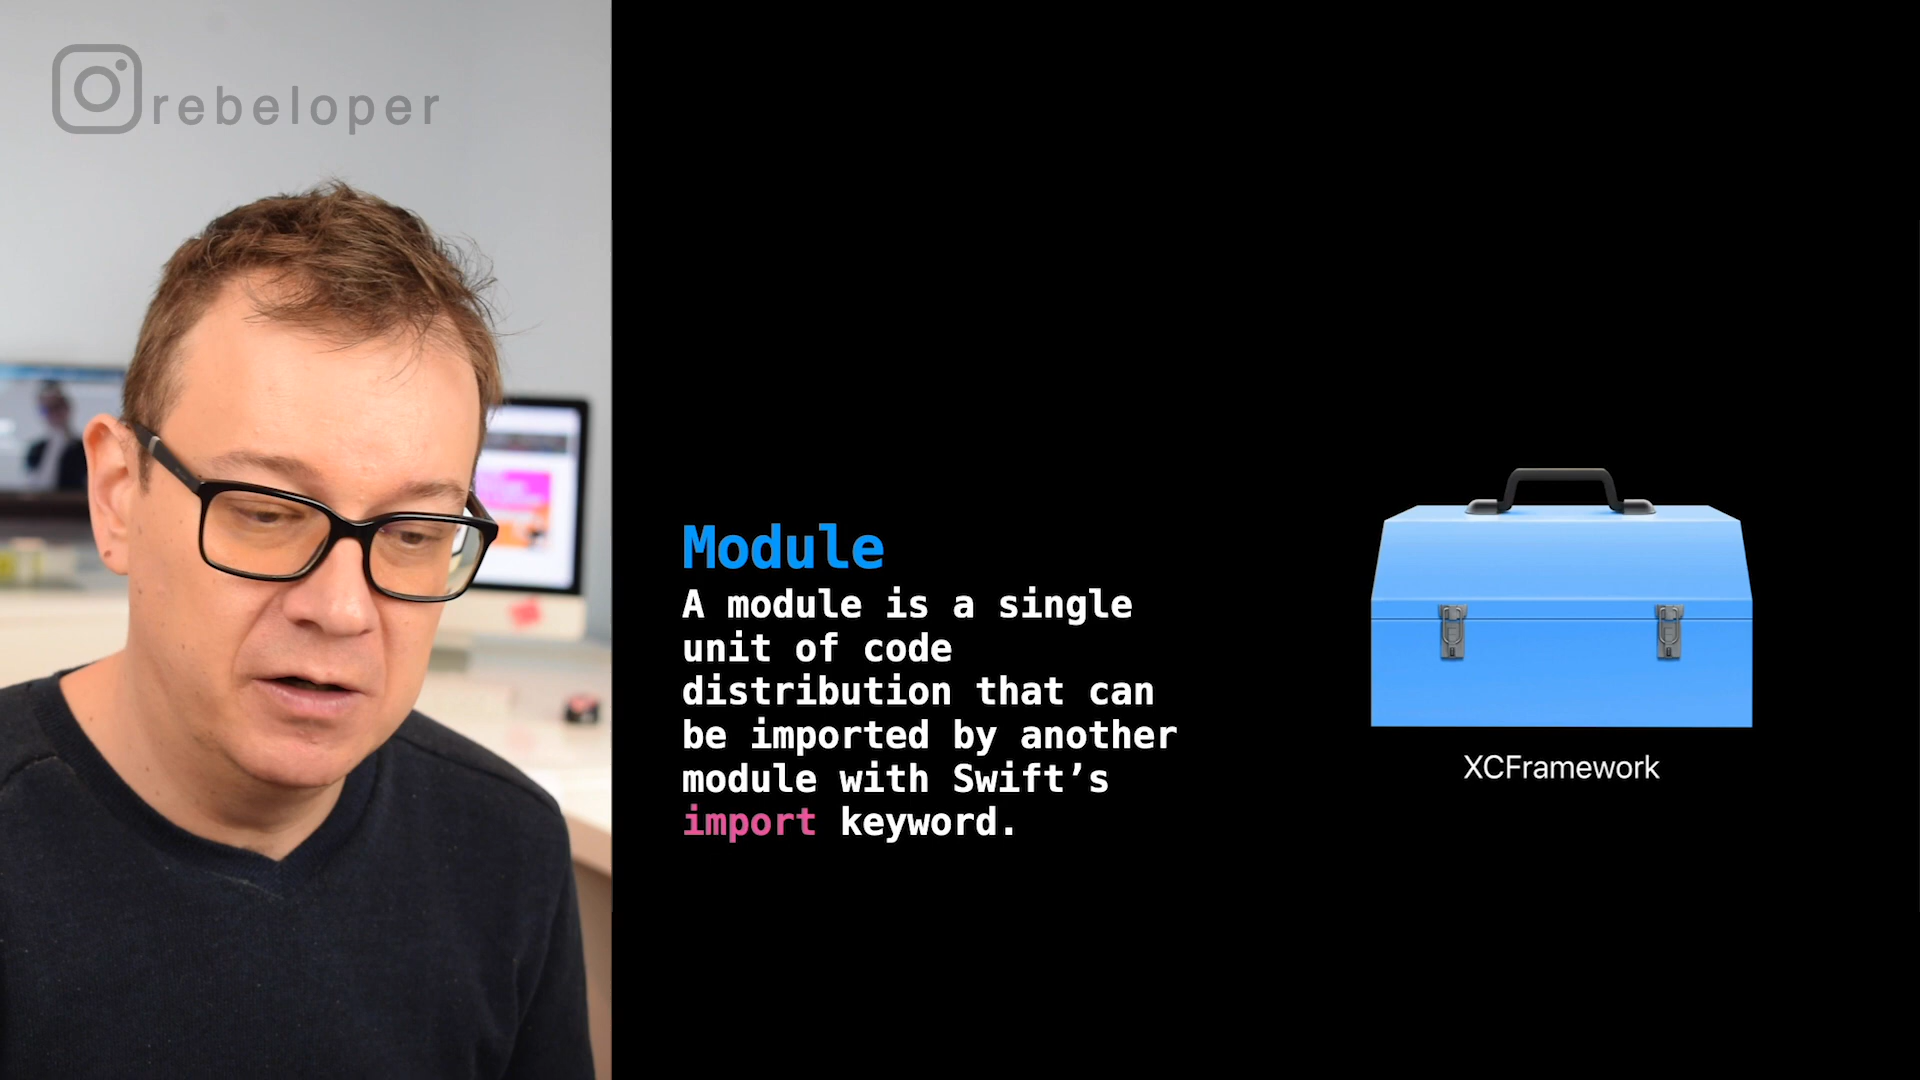 rebeloper
Module
A module is a single
unit of code
distribution that can
be imported by another
module with Swift’s
import keyword.
XCFramework